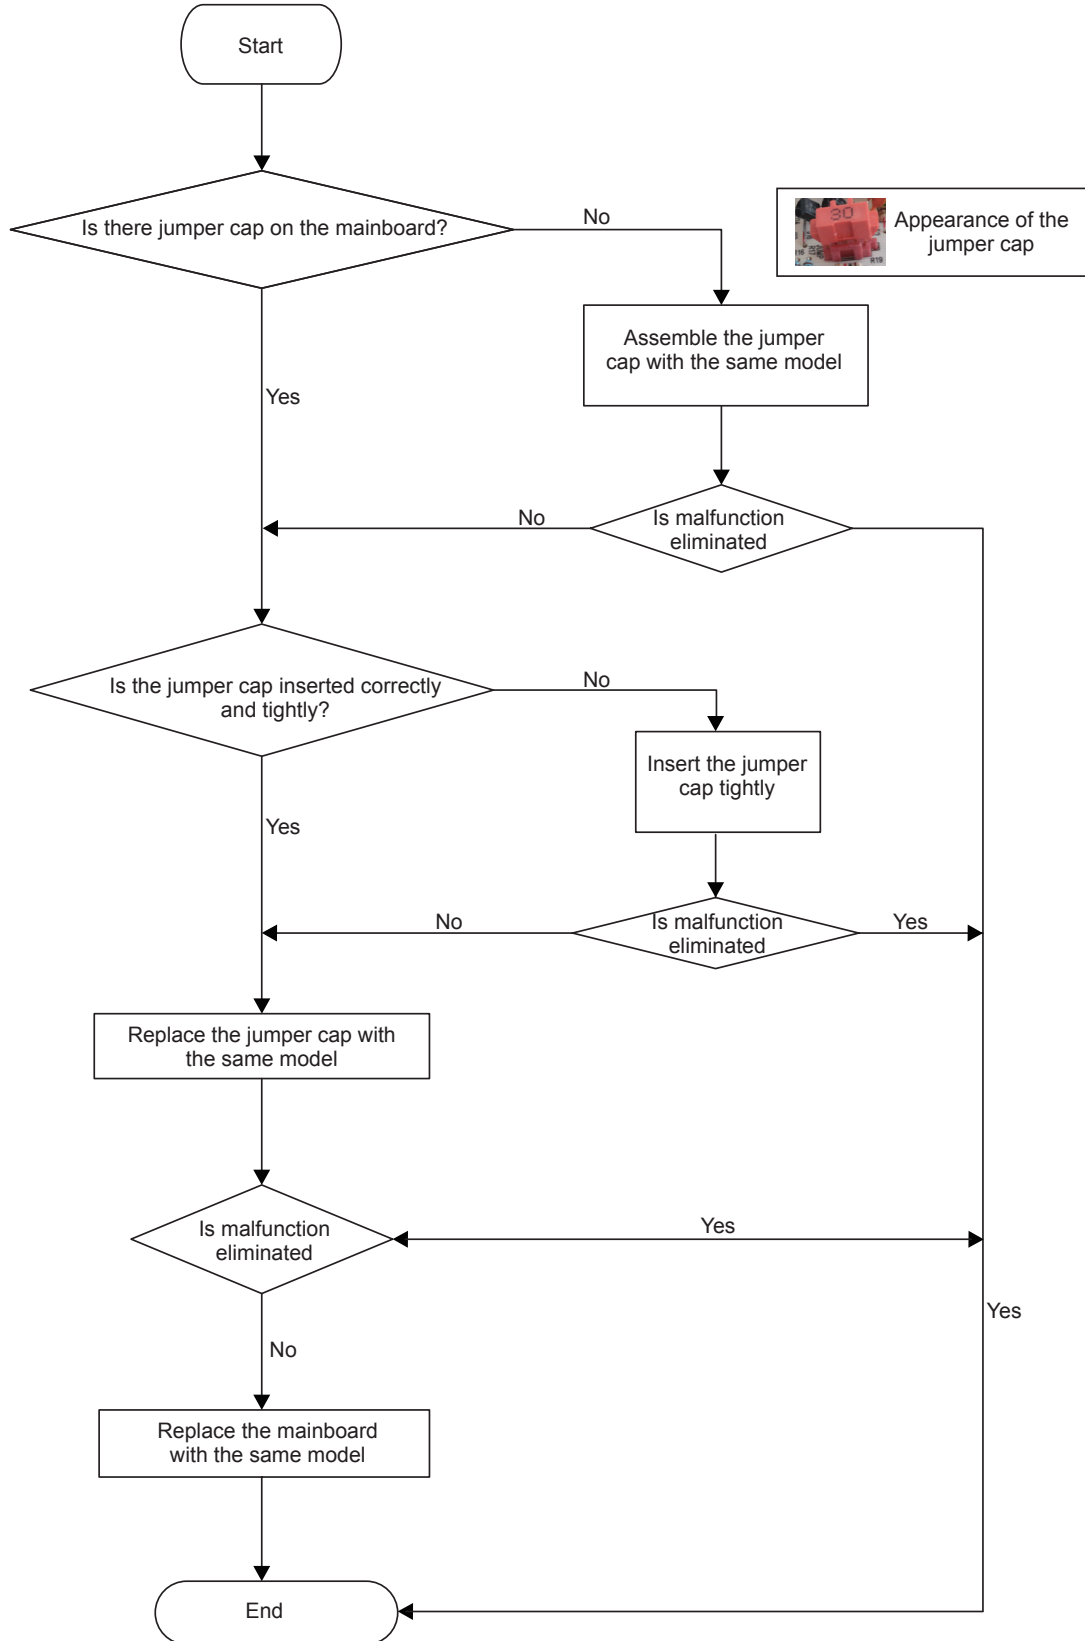 Start
Is there jumper cap on the mainboard?
No
30
R16
R19
Appearance of the
jumper cap
Assemble the jumper
cap with the same model
Yes
No
Is malfunction
eliminated
Is the jumper cap inserted correctly
and tightly?
No
Insert the jumper
cap tightly
Yes
No
Is malfunction
eliminated
Yes
Replace the jumper cap with
the same model
Is malfunction
eliminated
Yes
Yes
No
Replace the mainboard
with the same model
End